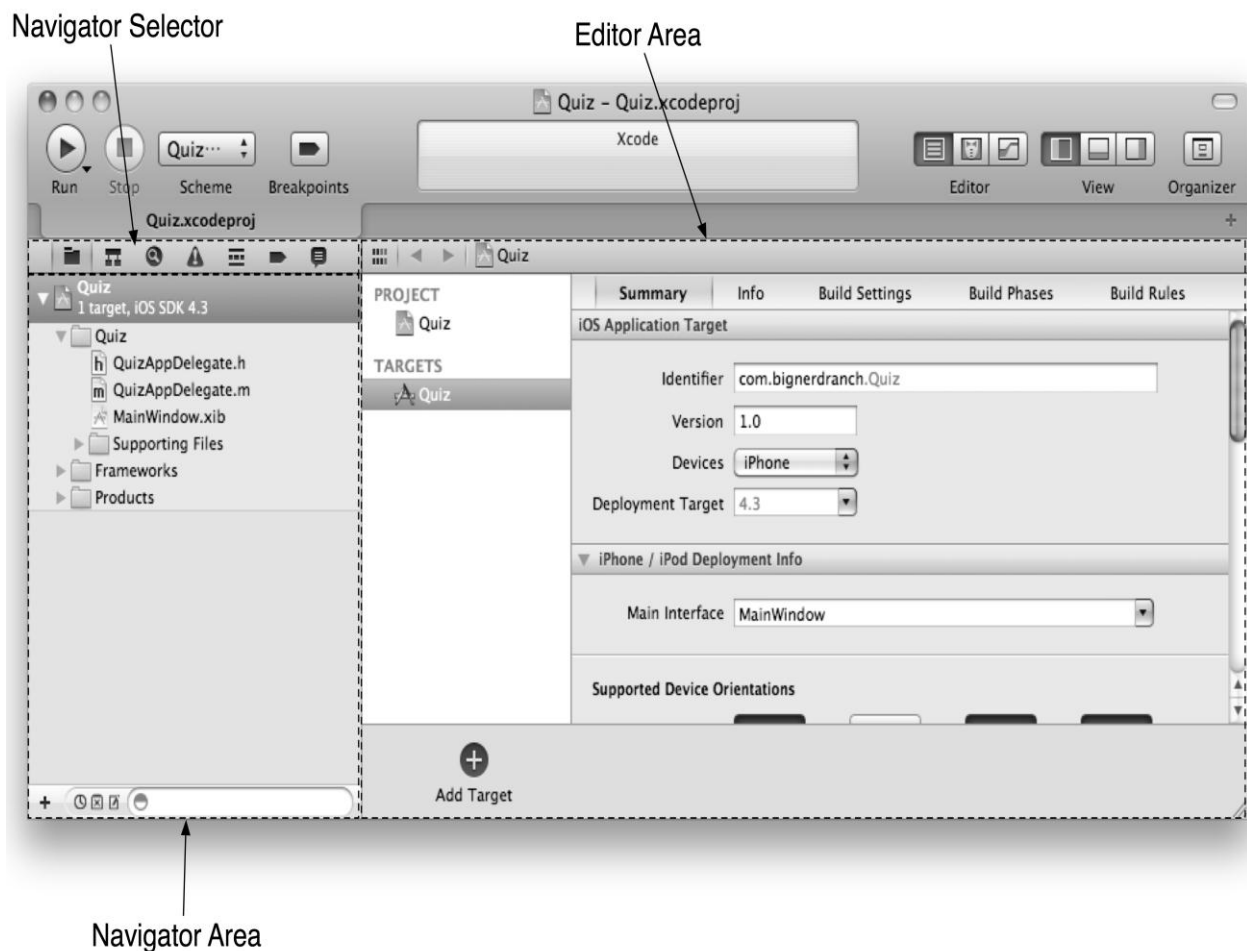 Navigator Selector
Editor Area
Quiz - Quiz.xcodeproj
Xcode
Quiz···
Run
Stop
Scheme
Breakpoints
Editor
View
Organizer
Quiz.xcodeproj
+
Quiz
Quiz
1 target, iOS SDK 4.3
Quiz
h QuizAppDelegate.h
m QuizAppDelegate.m
MainWindow.xib
Supporting Files
Frameworks
Products
PROJECT
Quiz
TARGETS
Quiz
Summary
Info
Build Settings
Build Phases
Build Rules
iOS Application Target
Identifier com.bignerdranch.Quiz
Version 1.0
Devices iPhone
Deployment Target 4.3
iPhone / iPod Deployment Info
Main Interface MainWindow
Supported Device Orientations
+
Add Target
Navigator Area